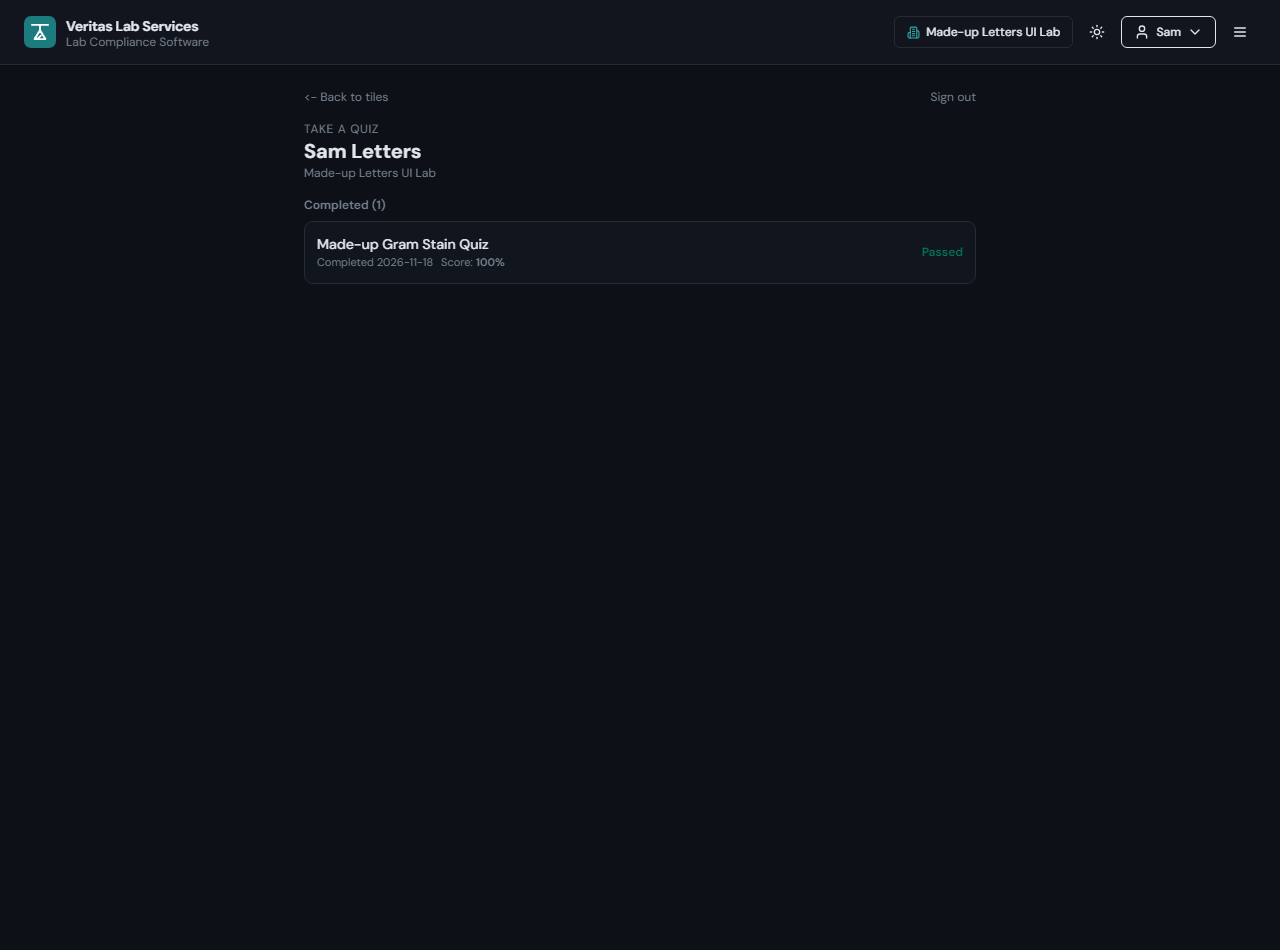 Veritas Lab Services
Lab Compliance Software
Made-up Letters UI Lab
Sam
<- Back to tiles
Sign out
TAKE A QUIZ
Sam Letters
Made-up Letters UI Lab
Completed (1)
Made-up Gram Stain Quiz
Completed 2026-11-18 Score: 100%
Passed